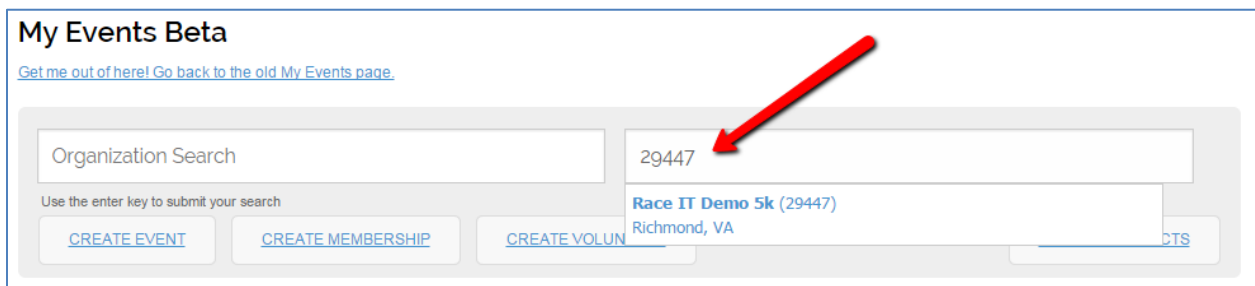 My Events Beta
Get me out of here! Go back to the old My Events page.
Organization Search
29447
Use the enter key to submit your search
Race IT Demo 5k (29447)
Richmond, VA
CREATE EVENT
CREATE MEMBERSHIP
CREATE VOLUN
CTS